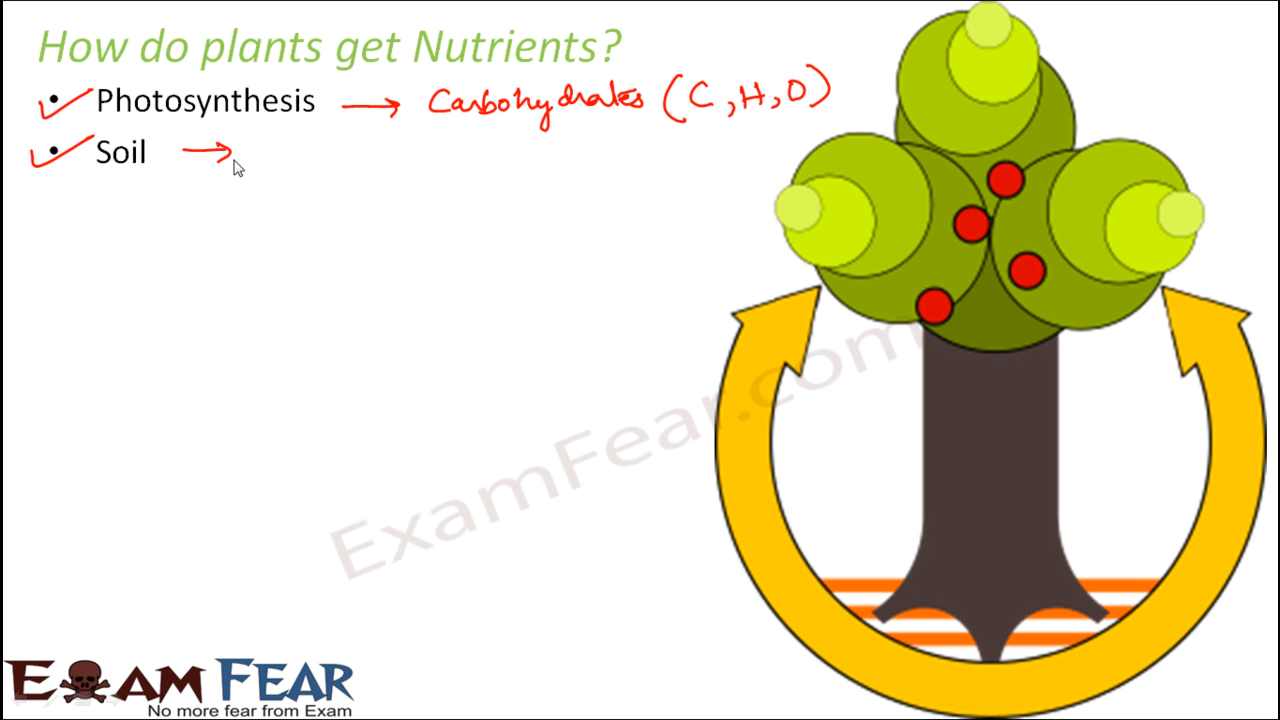 How do plants get Nutrients?
• Photosynthesis → Carbohydrates (C, H, O)
• Soil →
ExamFear.com
EXAM FEAR
No more fear from Exam